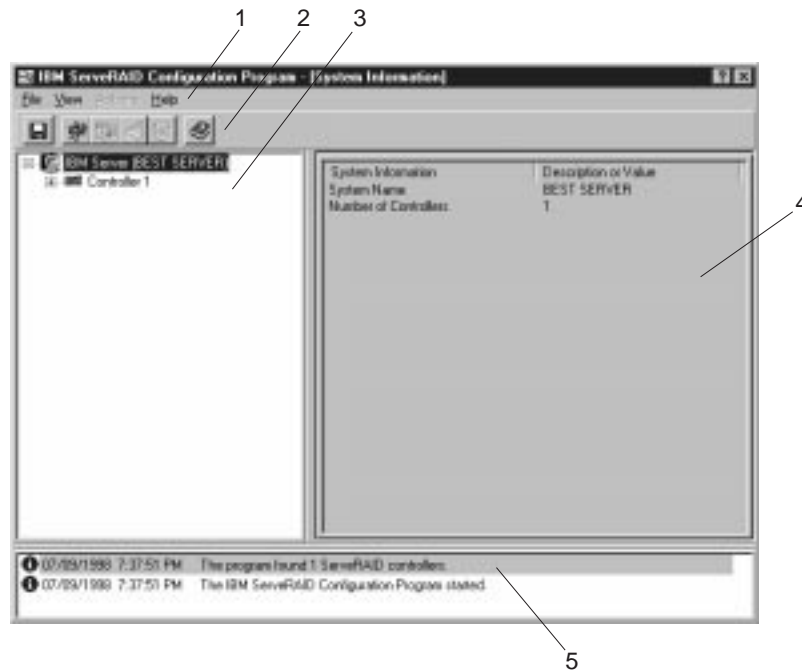 1 2 3
IBM ServeRAID Configuration Program - [System Information]
File View Actions Help
IBM Server (BEST SERVER)
Controller 1
System Information Description or Value
System Name BEST SERVER
Number of Controllers 1
4
07/09/1998 7:37:51 PM The program found 1 ServeRAID controllers.
07/09/1998 7:37:51 PM The IBM ServeRAID Configuration Program started.
5